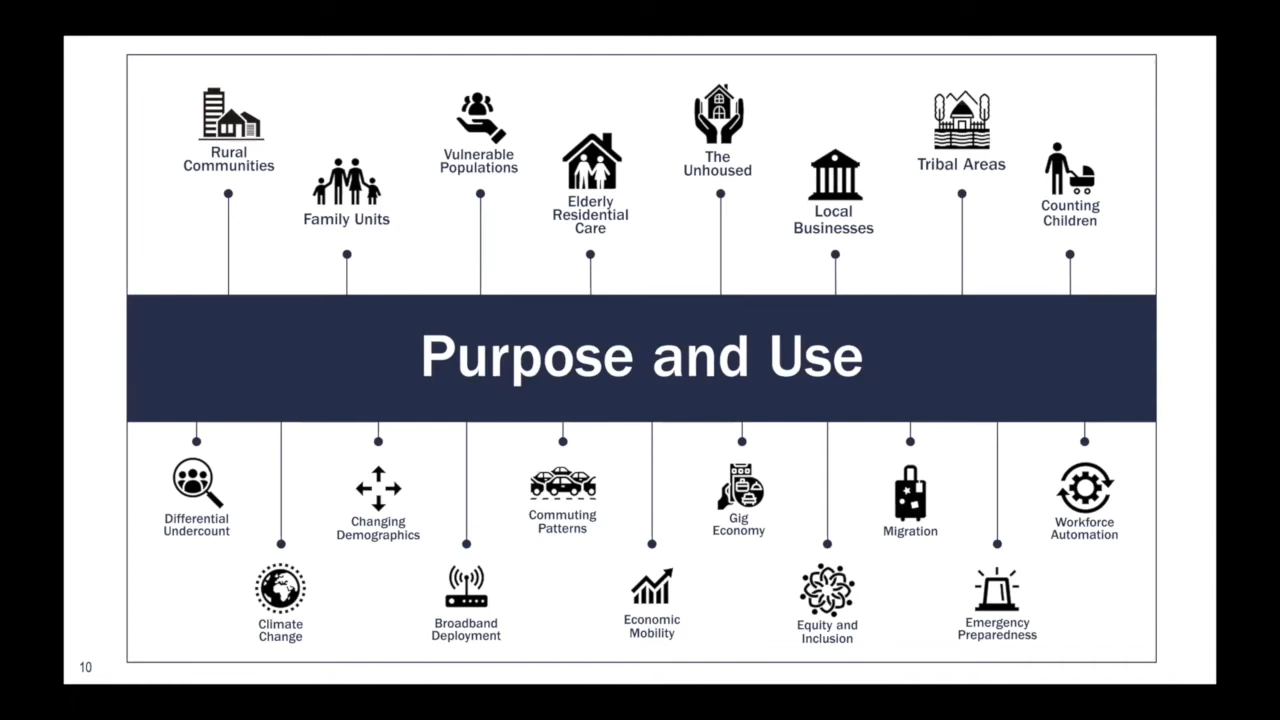 Rural
Communities
Family Units
Vulnerable
Populations
Elderly
Residential
Care
The
Unhoused
Local
Businesses
Tribal Areas
Counting
Children
Purpose and Use
Differential
Undercount
Climate
Change
Changing
Demographics
Broadband
Deployment
Commuting
Patterns
Economic
Mobility
Gig
Economy
Equity and
Inclusion
Migration
Emergency
Preparedness
Workforce
Automation
10